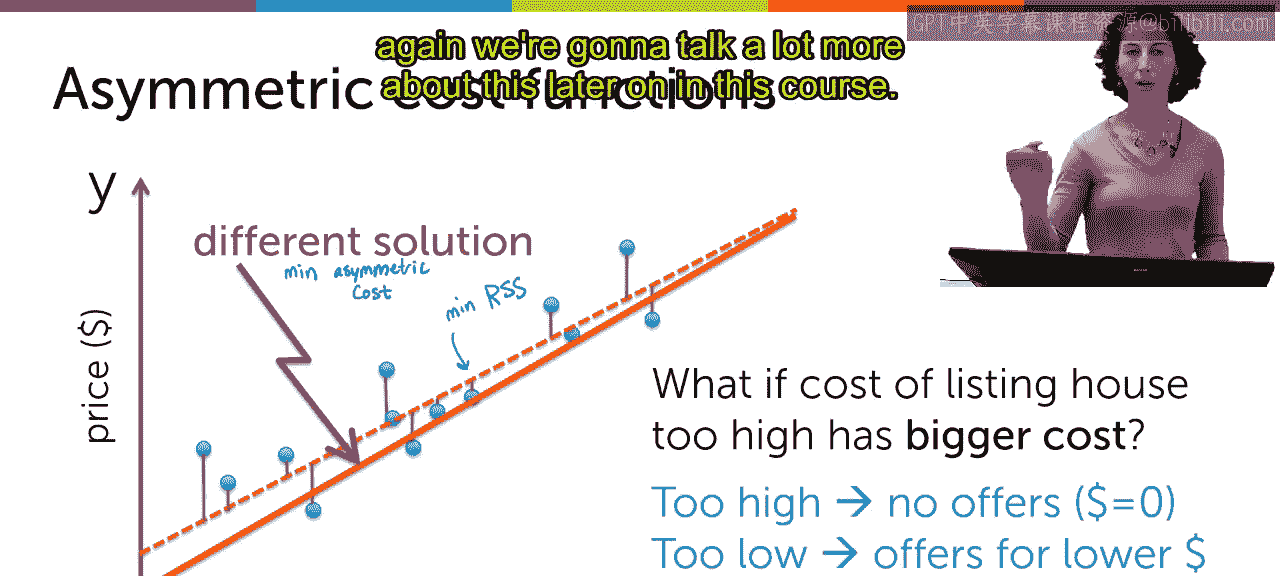 GPT中英字幕课程资源@bilibili.com
again we're gonna talk a lot more
about this later on in this course.
Asymmetric cost functions
y
different solution
min asymmetric
cost
min RSS
price ($)
What if cost of listing house
too high has bigger cost?
Too high → no offers ($=0)
Too low → offers for lower $